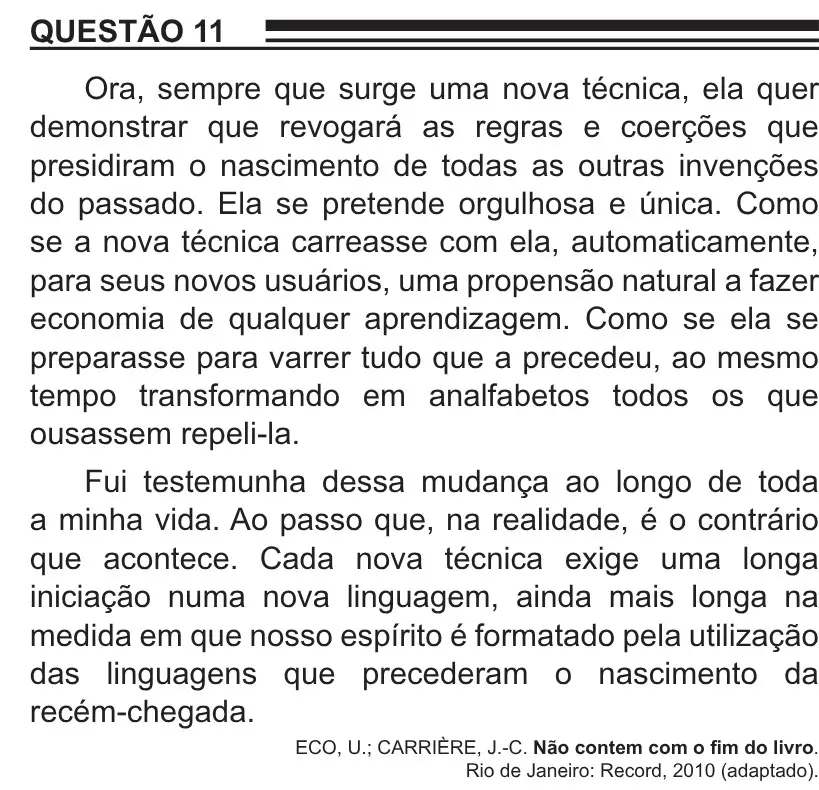 QUESTÃO 11
Ora, sempre que surge uma nova técnica, ela quer
demonstrar que revogará as regras e coerções que
presidiram o nascimento de todas as outras invenções
do passado. Ela se pretende orgulhosa e única. Como
se a nova técnica carreasse com ela, automaticamente,
para seus novos usuários, uma propensão natural a fazer
economia de qualquer aprendizagem. Como se ela se
preparasse para varrer tudo que a precedeu, ao mesmo
tempo transformando em analfabetos todos os que
ousassem repeli-la.
Fui testemunha dessa mudança ao longo de toda
a minha vida. Ao passo que, na realidade, é o contrário
que acontece. Cada nova técnica exige uma longa
iniciação numa nova linguagem, ainda mais longa na
medida em que nosso espírito é formatado pela utilização
das linguagens que precederam o nascimento da
recém-chegada.
ECO, U.; CARRIÈRE, J.-C. Não contem com o fim do livro.
Rio de Janeiro: Record, 2010 (adaptado).